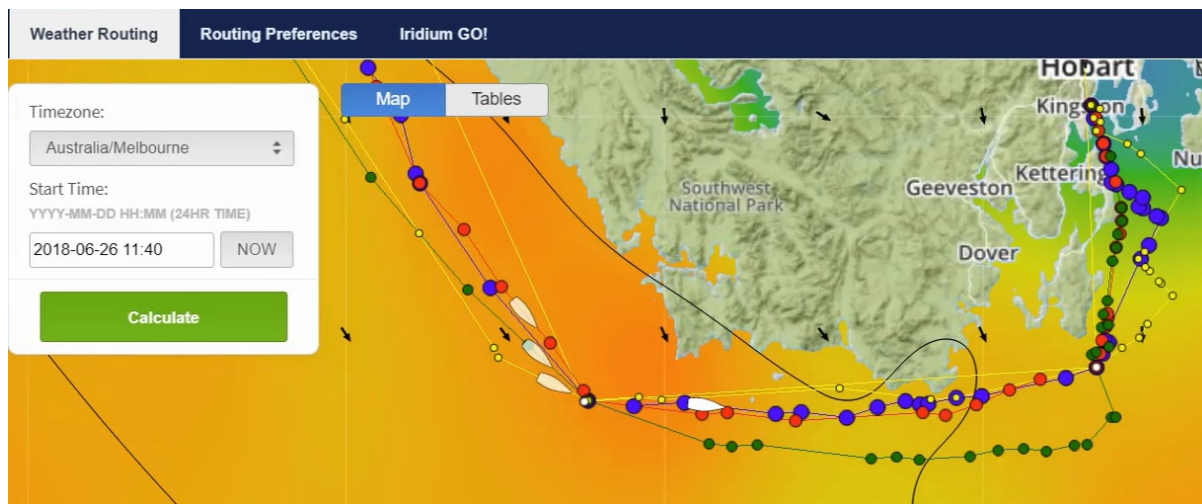 Weather Routing
Routing Preferences
Iridium GO!
Map
Tables
Timezone:
Australia/Melbourne
Start Time:
YYYY-MM-DD HH:MM (24HR TIME)
2018-06-26 11:40
NOW
Calculate
Hobart
Kingston
Kettering
Nu
Geeveston
Southwest
National Park
Dover